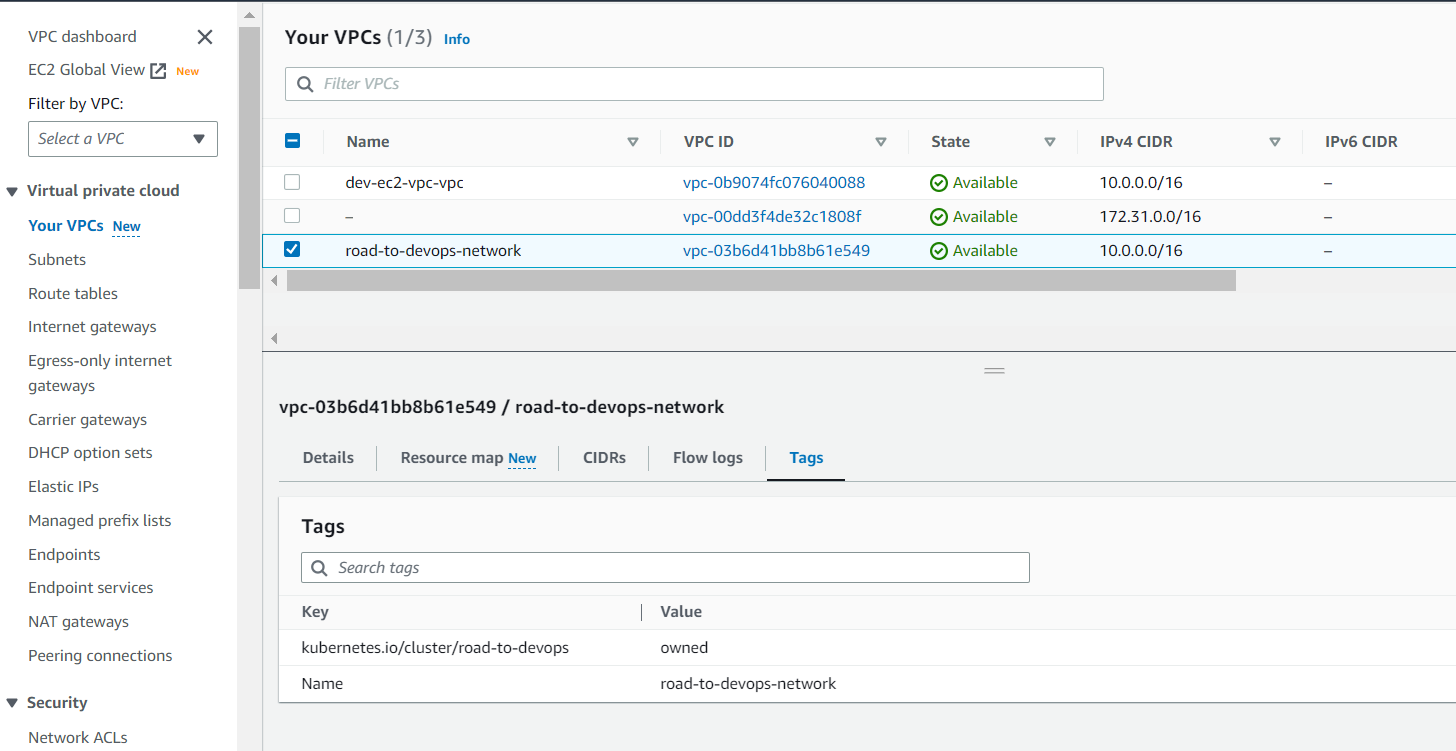 VPC dashboard
EC2 Global View New
Filter by VPC:
Select a VPC
Virtual private cloud
Your VPCs New
Subnets
Route tables
Internet gateways
Egress-only internet
gateways
Carrier gateways
DHCP option sets
Elastic IPs
Managed prefix lists
Endpoints
Endpoint services
NAT gateways
Peering connections
Security
Network ACLs
Your VPCs (1/3) Info
Filter VPCs
Name VPC ID State IPv4 CIDR IPv6 CIDR
dev-ec2-vpc-vpc vpc-0b9074fc076040088 Available 10.0.0.0/16 –
– vpc-00dd3f4de32c1808f Available 172.31.0.0/16 –
road-to-devops-network vpc-03b6d41bb8b61e549 Available 10.0.0.0/16 –
vpc-03b6d41bb8b61e549 / road-to-devops-network
Details Resource map New CIDRs Flow logs Tags
Tags
Search tags
Key Value
kubernetes.io/cluster/road-to-devops owned
Name road-to-devops-network